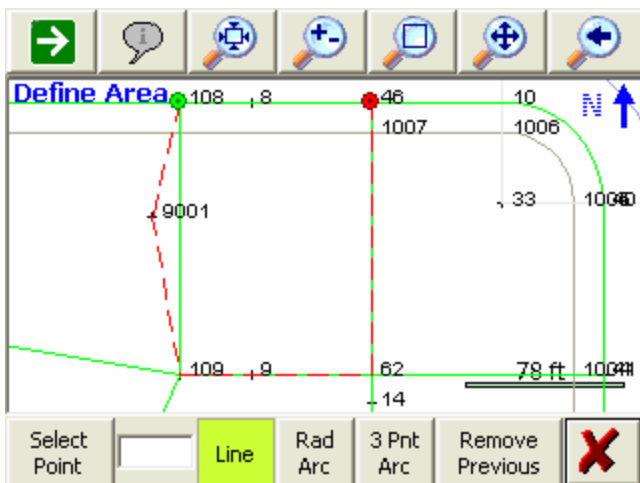 Define Area
108
8
46
10
N
1007
1006
9001
33
109
9
62
78 ft
14
Select
Point
Line
Rad
Arc
3 Pnt
Arc
Remove
Previous